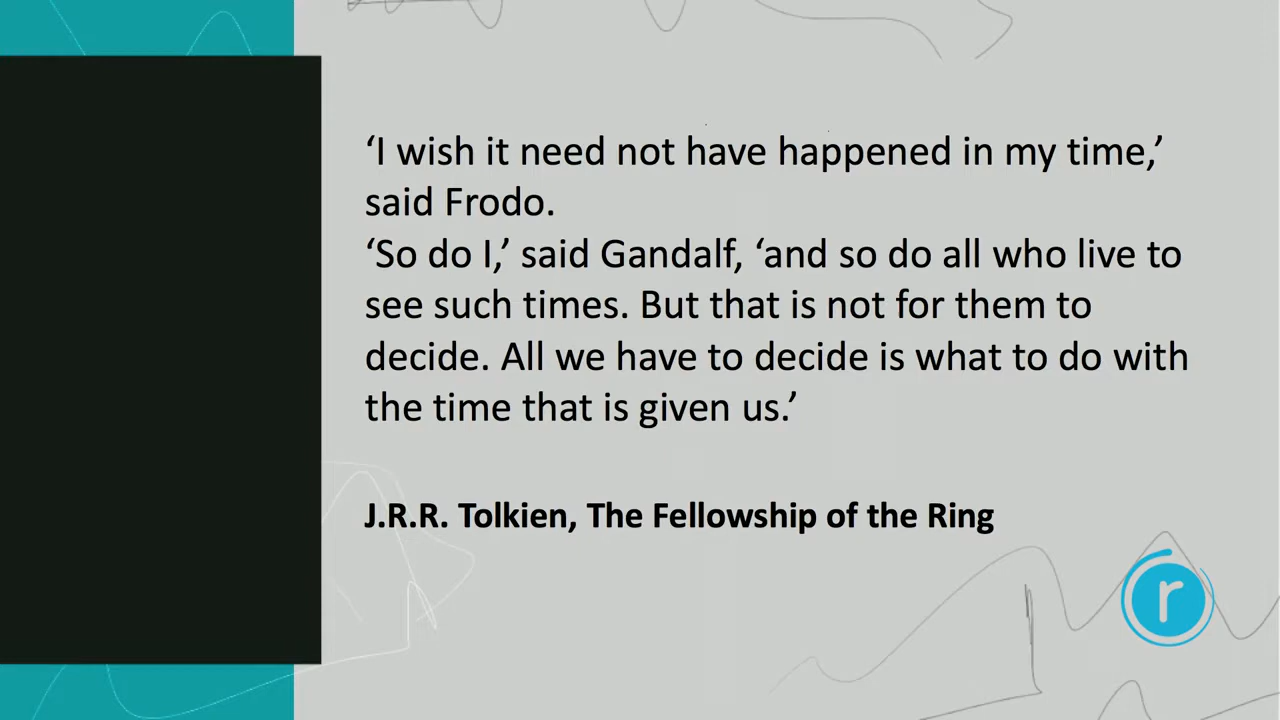 ‘I wish it need not have happened in my time,’
said Frodo.
‘So do I,’ said Gandalf, ‘and so do all who live to
see such times. But that is not for them to
decide. All we have to decide is what to do with
the time that is given us.’
J.R.R. Tolkien, The Fellowship of the Ring
r